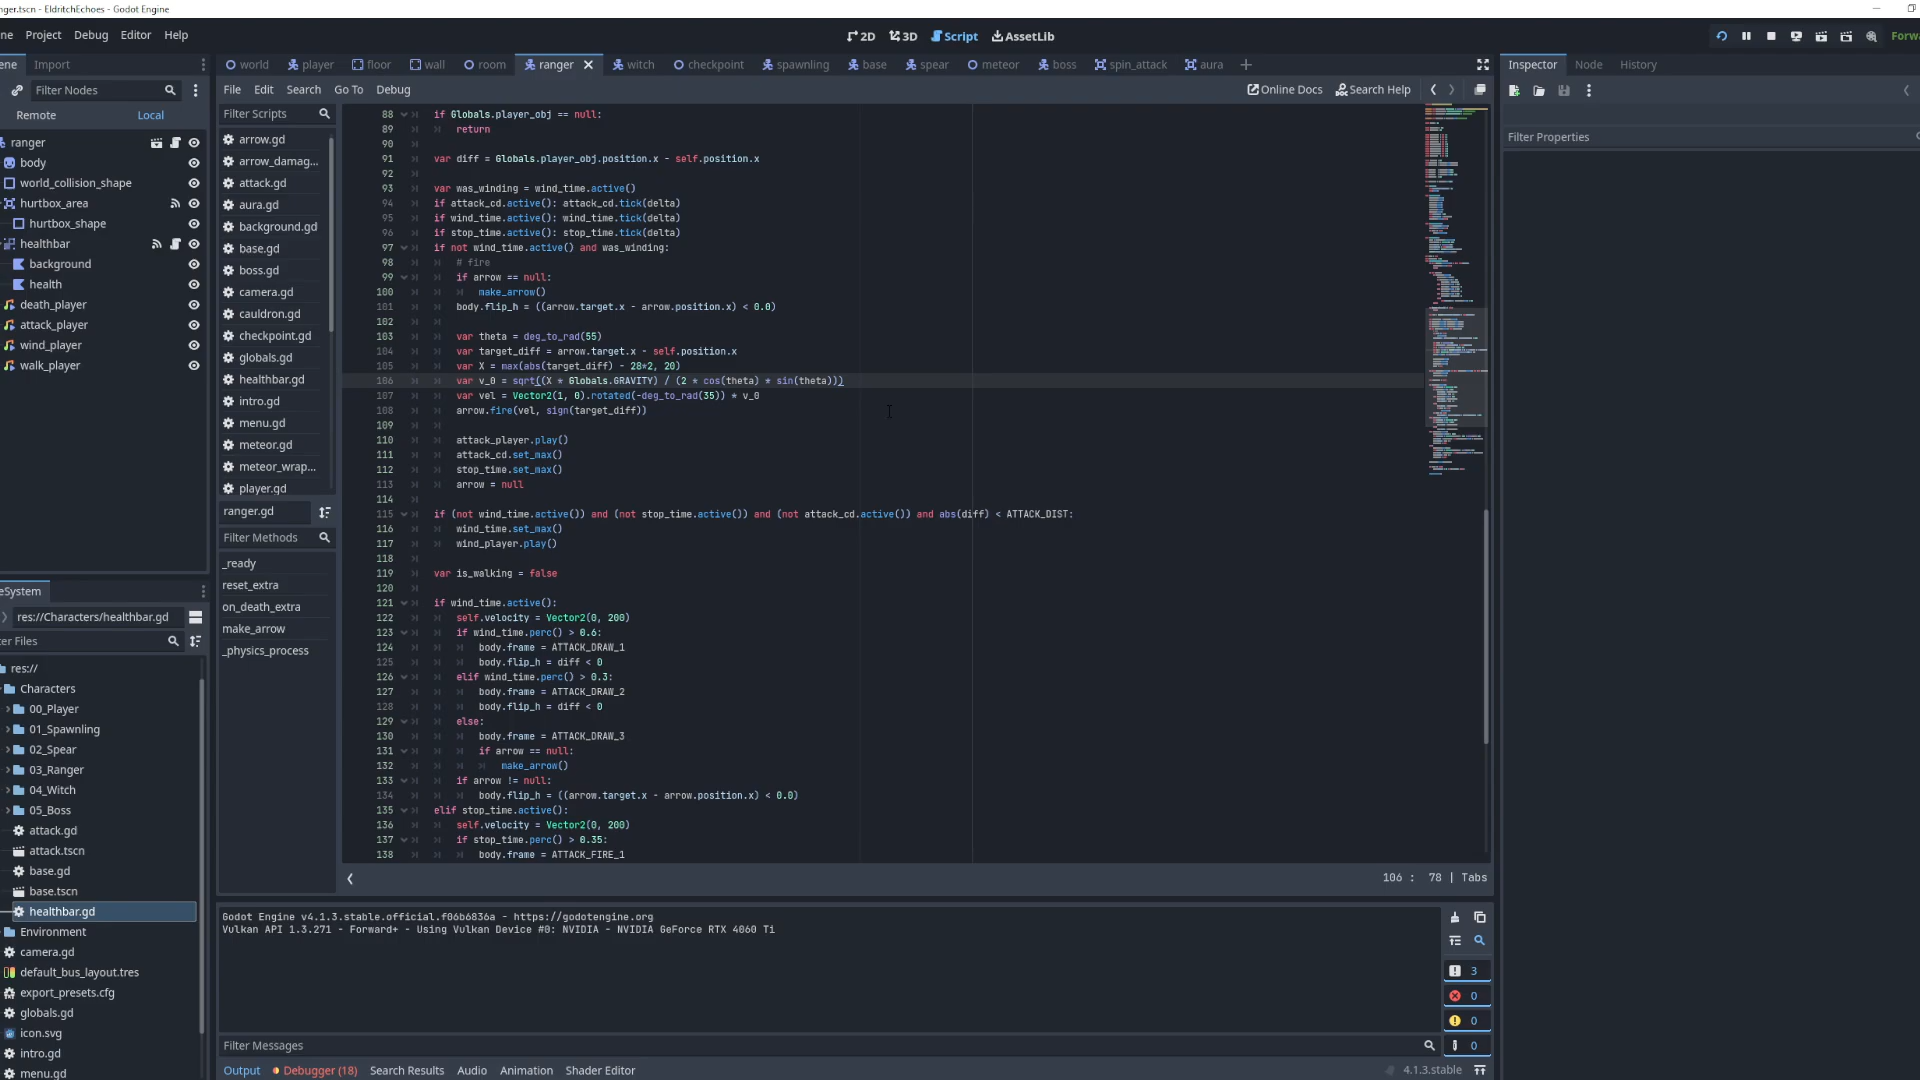 nger.tscn - EldritchEchoes - Godot Engine
ne Project Debug Editor Help
2D 3D Script AssetLib
Forw
ene Import
Filter Nodes
Remote Local
ranger
body
world_collision_shape
hurtbox_area
hurtbox_shape
healthbar
background
health
death_player
attack_player
wind_player
walk_player
eSystem
res://Characters/healthbar.gd
ter Files
res://
Characters
00_Player
01_Spawnling
02_Spear
03_Ranger
04_Witch
05_Boss
attack.gd
attack.tscn
base.gd
base.tscn
healthbar.gd
Environment
camera.gd
default_bus_layout.tres
export_presets.cfg
globals.gd
icon.svg
intro.gd
menu.gd
world player floor wall room ranger witch checkpoint spawnling base spear meteor boss spin_attack aura
File Edit Search Go To Debug
Online Docs Search Help
Filter Scripts
arrow.gd
arrow_damag...
attack.gd
aura.gd
background.gd
base.gd
boss.gd
camera.gd
cauldron.gd
checkpoint.gd
globals.gd
healthbar.gd
intro.gd
menu.gd
meteor.gd
meteor_wrap...
player.gd
ranger.gd
Filter Methods
_ready
reset_extra
on_death_extra
make_arrow
_physics_process
88 if Globals.player_obj == null:
89 return
90
91 var diff = Globals.player_obj.position.x - self.position.x
92
93 var was_winding = wind_time.active()
94 if attack_cd.active(): attack_cd.tick(delta)
95 if wind_time.active(): wind_time.tick(delta)
96 if stop_time.active(): stop_time.tick(delta)
97 if not wind_time.active() and was_winding:
98 # fire
99 if arrow == null:
100 make_arrow()
101 body.flip_h = ((arrow.target.x - arrow.position.x) < 0.0)
102
103 var theta = deg_to_rad(55)
104 var target_diff = arrow.target.x - self.position.x
105 var X = max(abs(target_diff) - 28*2, 20)
106 var v_0 = sqrt((X * Globals.GRAVITY) / (2 * cos(theta) * sin(theta)))
107 var vel = Vector2(1, 0).rotated(-deg_to_rad(35)) * v_0
108 arrow.fire(vel, sign(target_diff))
109
110 attack_player.play()
111 attack_cd.set_max()
112 stop_time.set_max()
113 arrow = null
114
115 if (not wind_time.active()) and (not stop_time.active()) and (not attack_cd.active()) and abs(diff) < ATTACK_DIST:
116 wind_time.set_max()
117 wind_player.play()
118
119 var is_walking = false
120
121 if wind_time.active():
122 self.velocity = Vector2(0, 200)
123 if wind_time.perc() > 0.6:
124 body.frame = ATTACK_DRAW_1
125 body.flip_h = diff < 0
126 elif wind_time.perc() > 0.3:
127 body.frame = ATTACK_DRAW_2
128 body.flip_h = diff < 0
129 else:
130 body.frame = ATTACK_DRAW_3
131 if arrow == null:
132 make_arrow()
133 if arrow != null:
134 body.flip_h = ((arrow.target.x - arrow.position.x) < 0.0)
135 elif stop_time.active():
136 self.velocity = Vector2(0, 200)
137 if stop_time.perc() > 0.35:
138 body.frame = ATTACK_FIRE_1
106 : 78 | Tabs
Godot Engine v4.1.3.stable.official.f06b6836a - https://godotengine.org
Vulkan API 1.3.271 - Forward+ - Using Vulkan Device #0: NVIDIA - NVIDIA GeForce RTX 4060 Ti
3
0
0
0
Filter Messages
Output Debugger (18) Search Results Audio Animation Shader Editor
4.1.3.stable
Inspector Node History
Filter Properties